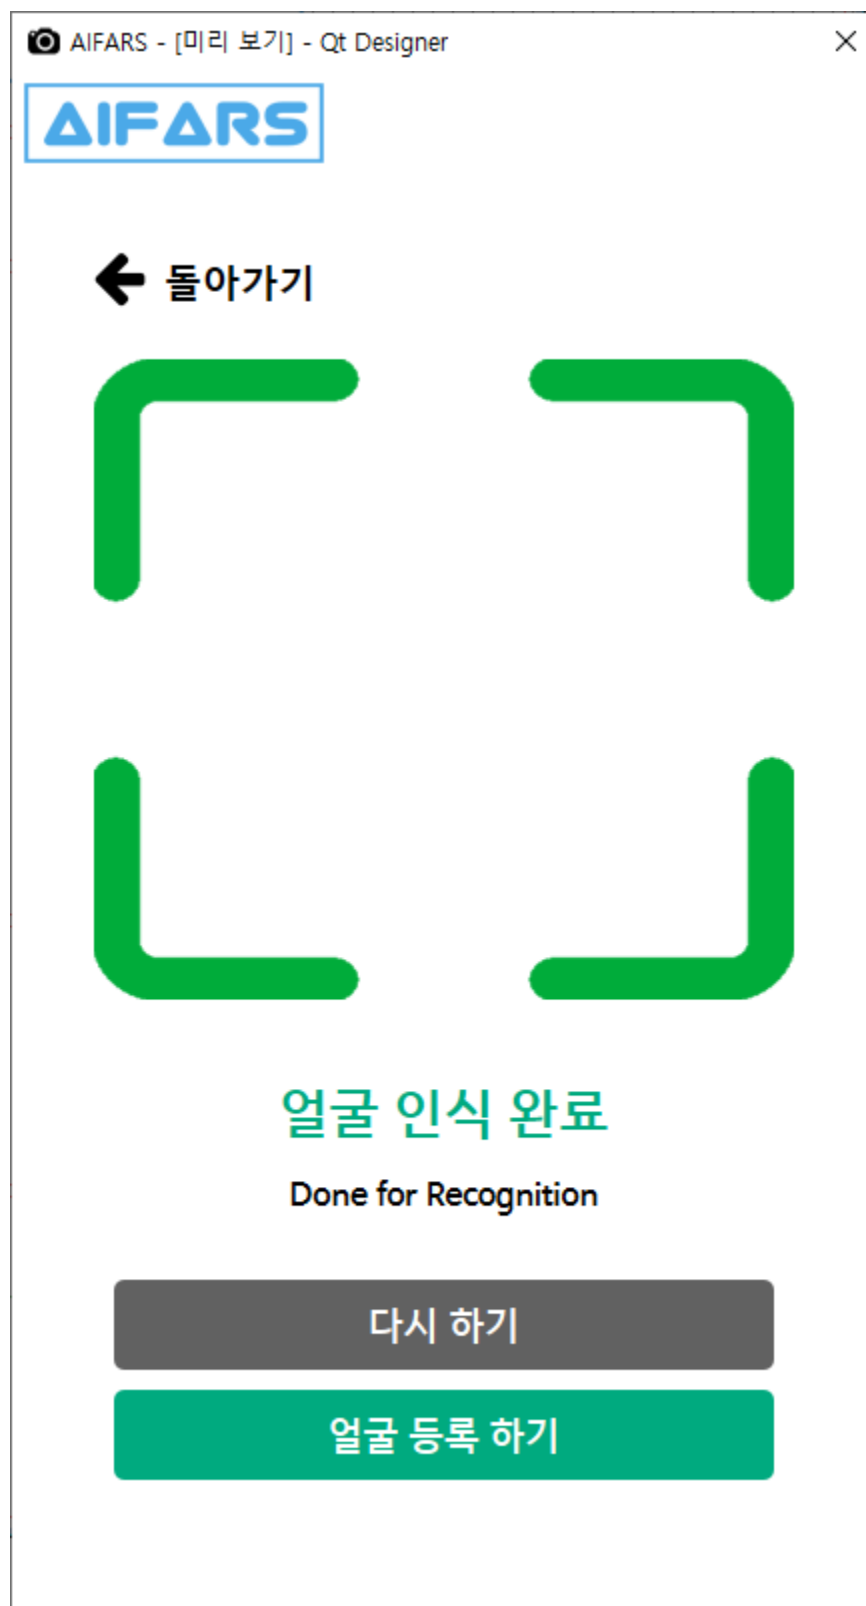 AIFARS - [미리 보기] - Qt Designer
AIFARS
돌아가기
얼굴 인식 완료
Done for Recognition
다시 하기
얼굴 등록 하기